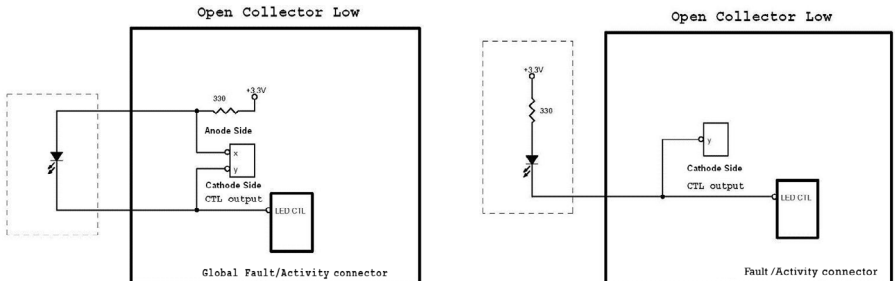 Open Collector Low
+3.3V
330
Anode Side
x
y
Cathode Side
CTL output
LED CTL
Global Fault/Activity connector
Open Collector Low
+3.3V
330
y
Cathode Side
CTL output
LED CTL
Fault /Activity connector